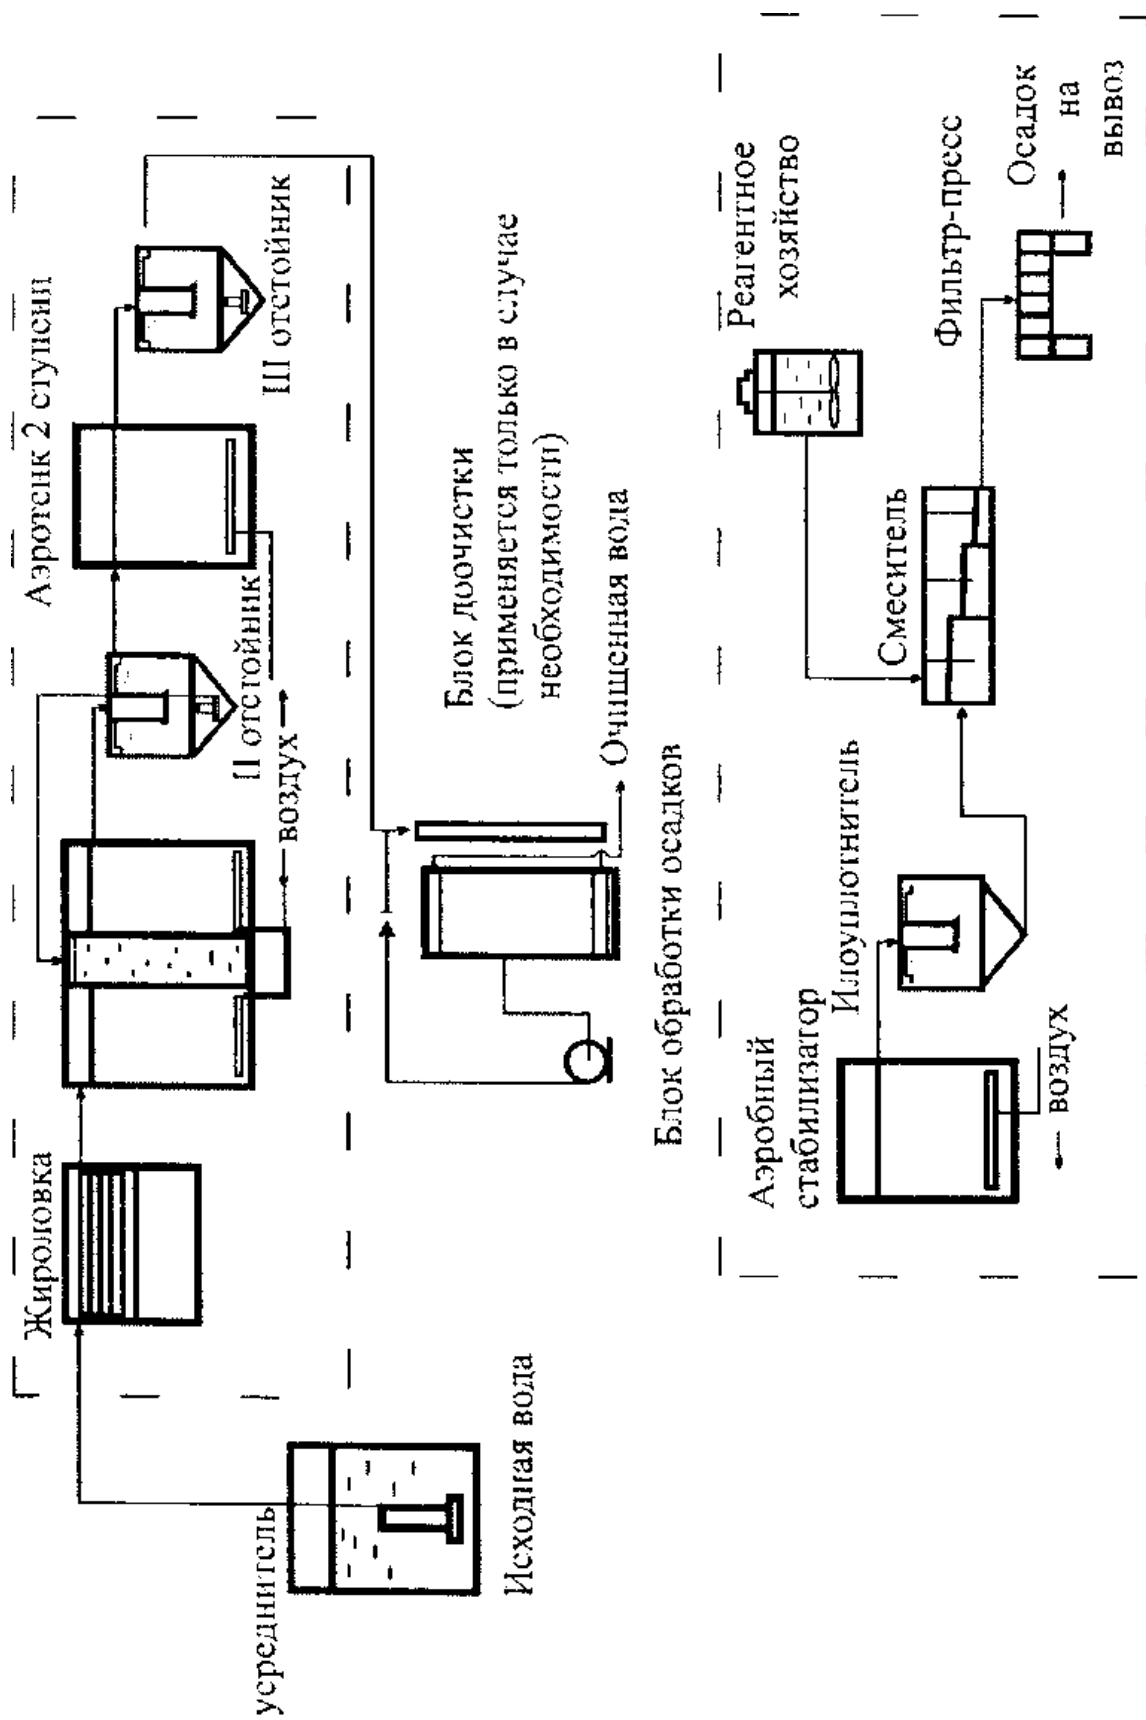 усреднитель
Исходная вода
Жироловка
Аэротенк 2 ступени
II отстойник
воздух
III отстойник
Блок доочистки
(применяется только в случае
необходимости)
Очищенная вода
Блок обработки осадков
Аэробный
стабилизатор
воздух
Илоуплотнитель
Смеситель
Реагентное
хозяйство
Фильтр-пресс
Осадок
на
вывоз